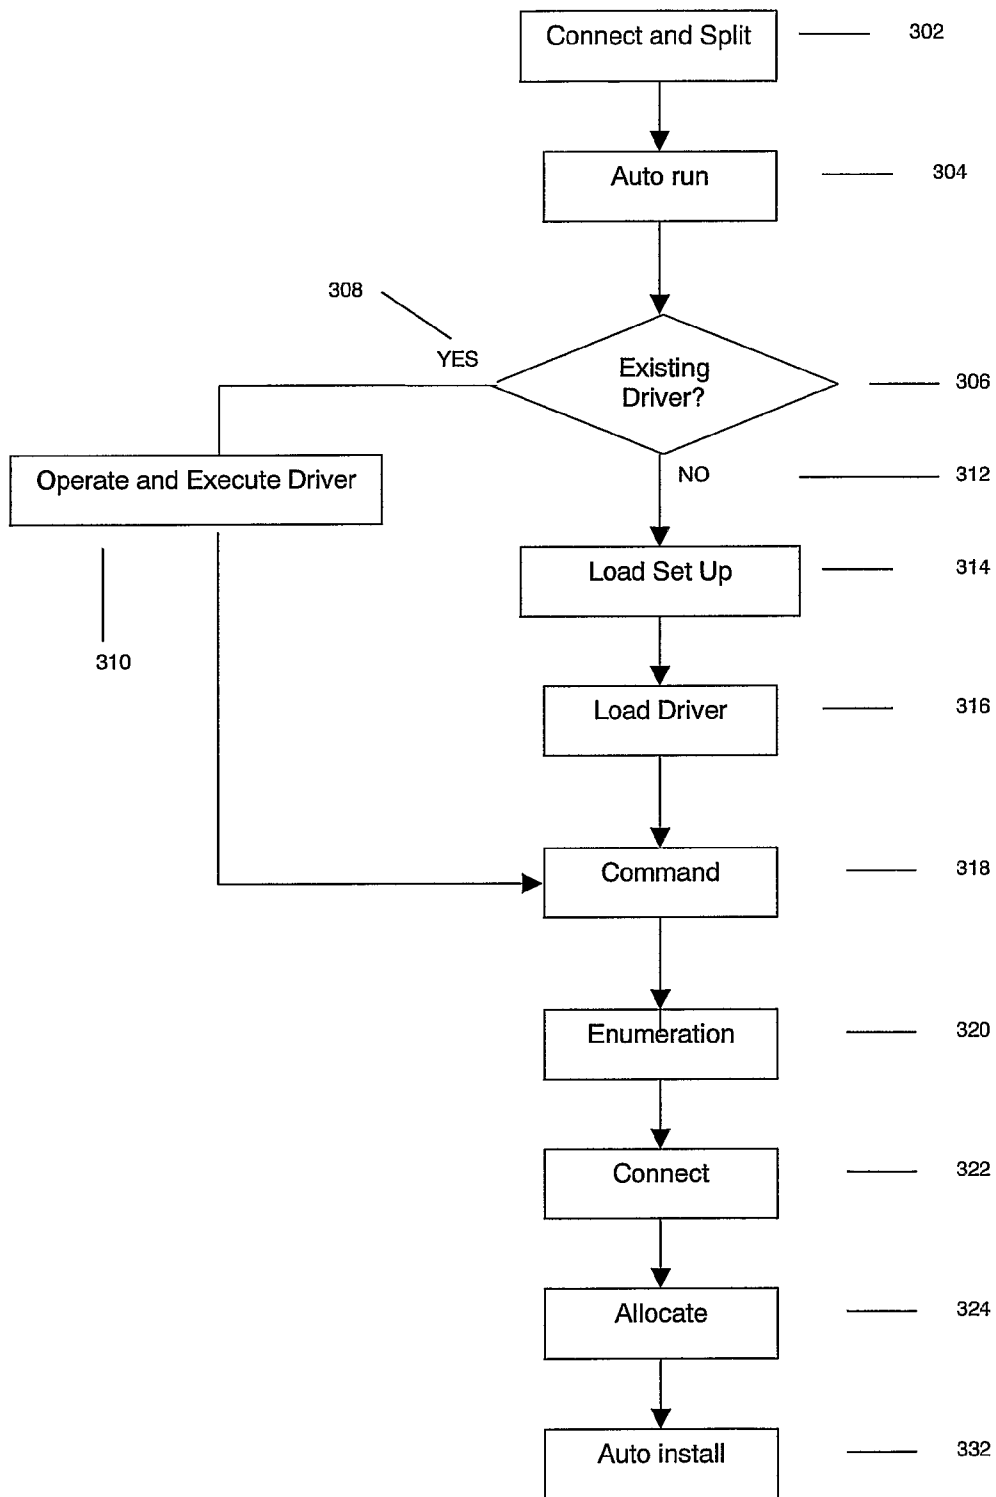 Connect and Split 302
Auto run 304
308
YES
Existing
Driver?
306
Operate and Execute Driver
NO 312
Load Set Up 314
310
Load Driver 316
Command 318
Enumeration 320
Connect 322
Allocate 324
Auto install 332